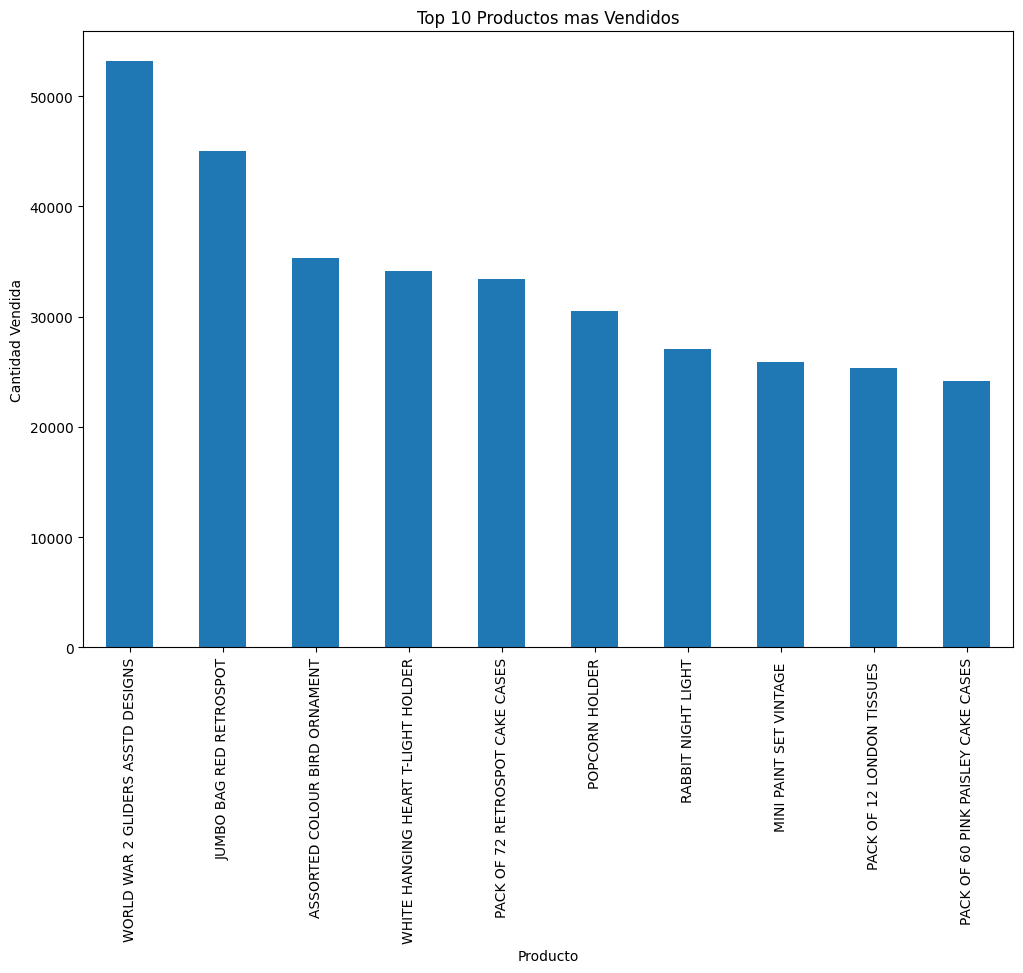 Top 10 Productos mas Vendidos
Cantidad Vendida
50000
40000
30000
20000
10000
0
WORLD WAR 2 GLIDERS ASSTD DESIGNS
JUMBO BAG RED RETROSPOT
ASSORTED COLOUR BIRD ORNAMENT
WHITE HANGING HEART T-LIGHT HOLDER
PACK OF 72 RETROSPOT CAKE CASES
POPCORN HOLDER
RABBIT NIGHT LIGHT
MINI PAINT SET VINTAGE
PACK OF 12 LONDON TISSUES
PACK OF 60 PINK PAISLEY CAKE CASES
Producto